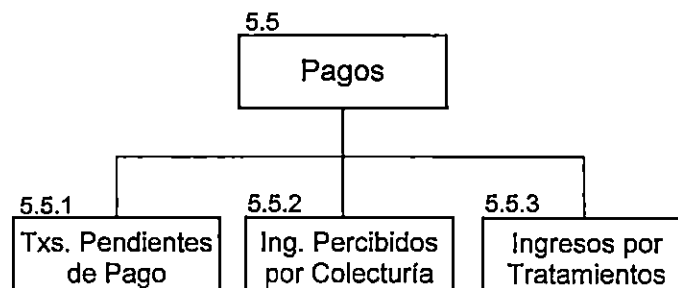 5.5
Pagos
5.5.1
Txs. Pendientes
de Pago
5.5.2
Ing. Percibidos
por Colecturía
5.5.3
Ingresos por
Tratamientos